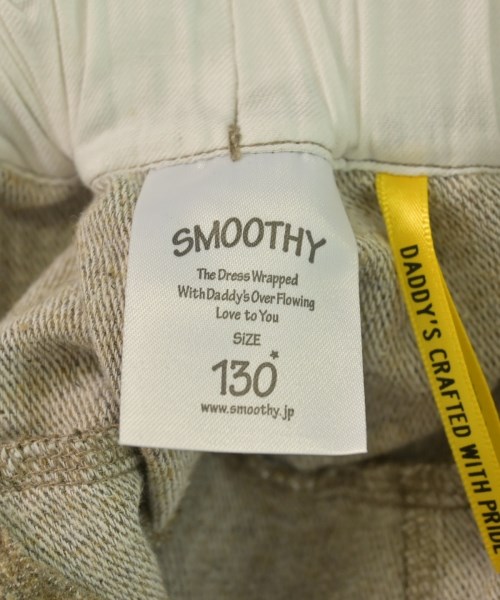 SMOOTHY
The Dress Wrapped
With Daddy's Over Flowing
Love to You
SiZE
130
www.smoothy.jp
DADDY'S CRAFTED WITH PRIDE